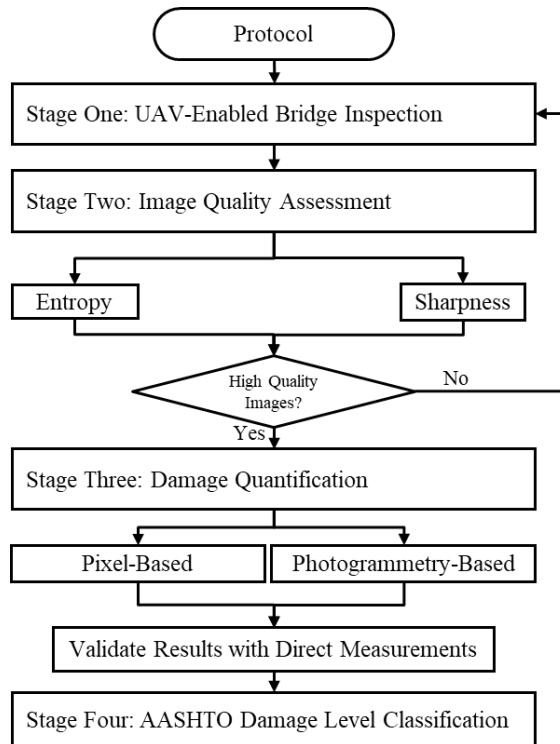 Protocol
Stage One: UAV-Enabled Bridge Inspection
Stage Two: Image Quality Assessment
Entropy
Sharpness
High Quality
Images?
No
Yes
Stage Three: Damage Quantification
Pixel-Based
Photogrammetry-Based
Validate Results with Direct Measurements
Stage Four: AASHTO Damage Level Classification